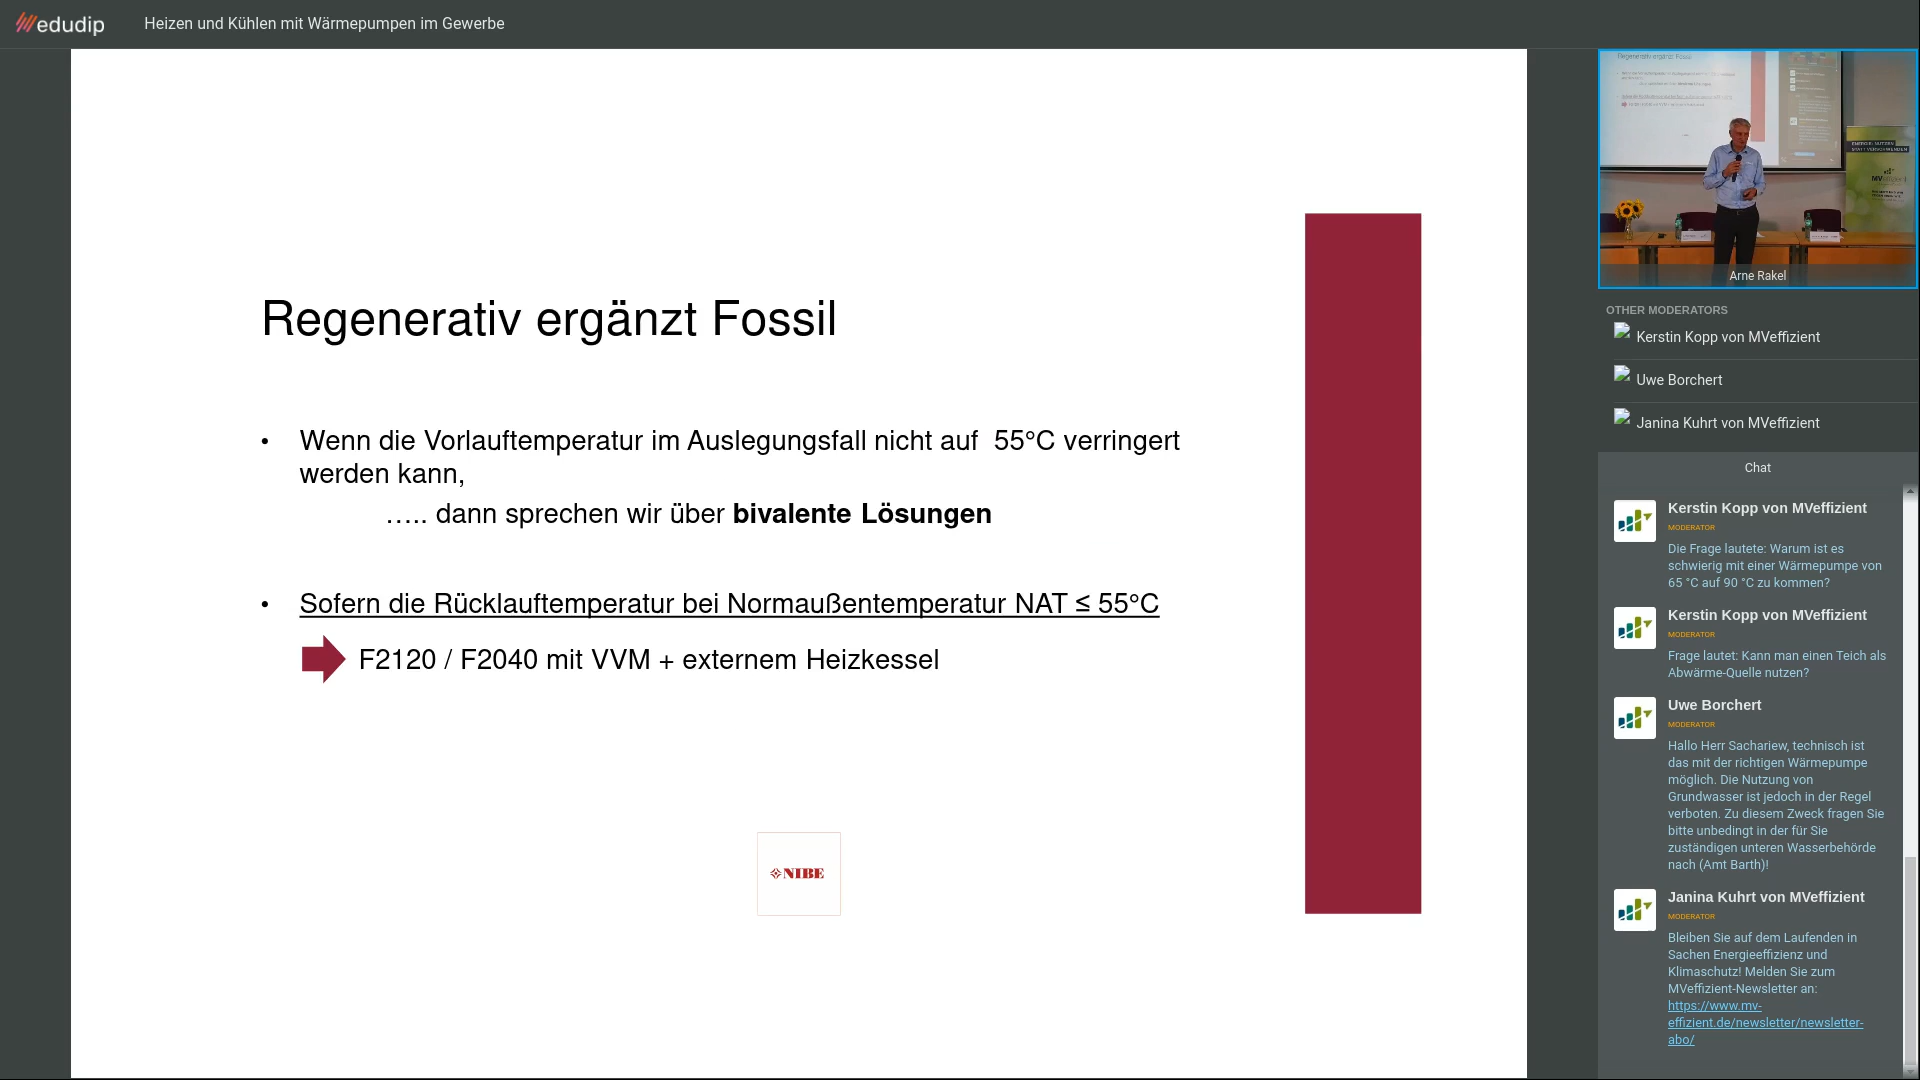 edudip
Heizen und Kühlen mit Wärmepumpen im Gewerbe
Regenerativ ergänzt Fossil
• Wenn die Vorlauftemperatur im Auslegungsfall nicht auf 55°C verringert
werden kann,
….. dann sprechen wir über bivalente Lösungen
• Sofern die Rücklauftemperatur bei Normaußentemperatur NAT ≤ 55°C
F2120 / F2040 mit VVM + externem Heizkessel
NIBE
Regenerativ ergänzt Fossil
ENERGIE: NUTZEN
STATT VERSCHWENDEN
Arne Rakel
OTHER MODERATORS
Kerstin Kopp von MVeffizient
Uwe Borchert
Janina Kuhrt von MVeffizient
Chat
Kerstin Kopp von MVeffizient
MODERATOR
Die Frage lautete: Warum ist es
schwierig mit einer Wärmepumpe von
65 °C auf 90 °C zu kommen?
Kerstin Kopp von MVeffizient
MODERATOR
Frage lautet: Kann man einen Teich als
Abwärme-Quelle nutzen?
Uwe Borchert
MODERATOR
Hallo Herr Sachariew, technisch ist
das mit der richtigen Wärmepumpe
möglich. Die Nutzung von
Grundwasser ist jedoch in der Regel
verboten. Zu diesem Zweck fragen Sie
bitte unbedingt in der für Sie
zuständigen unteren Wasserbehörde
nach (Amt Barth)!
Janina Kuhrt von MVeffizient
MODERATOR
Bleiben Sie auf dem Laufenden in
Sachen Energieeffizienz und
Klimaschutz! Melden Sie zum
MVeffizient-Newsletter an:
https://www.mv-
effizient.de/newsletter/newsletter-
abo/